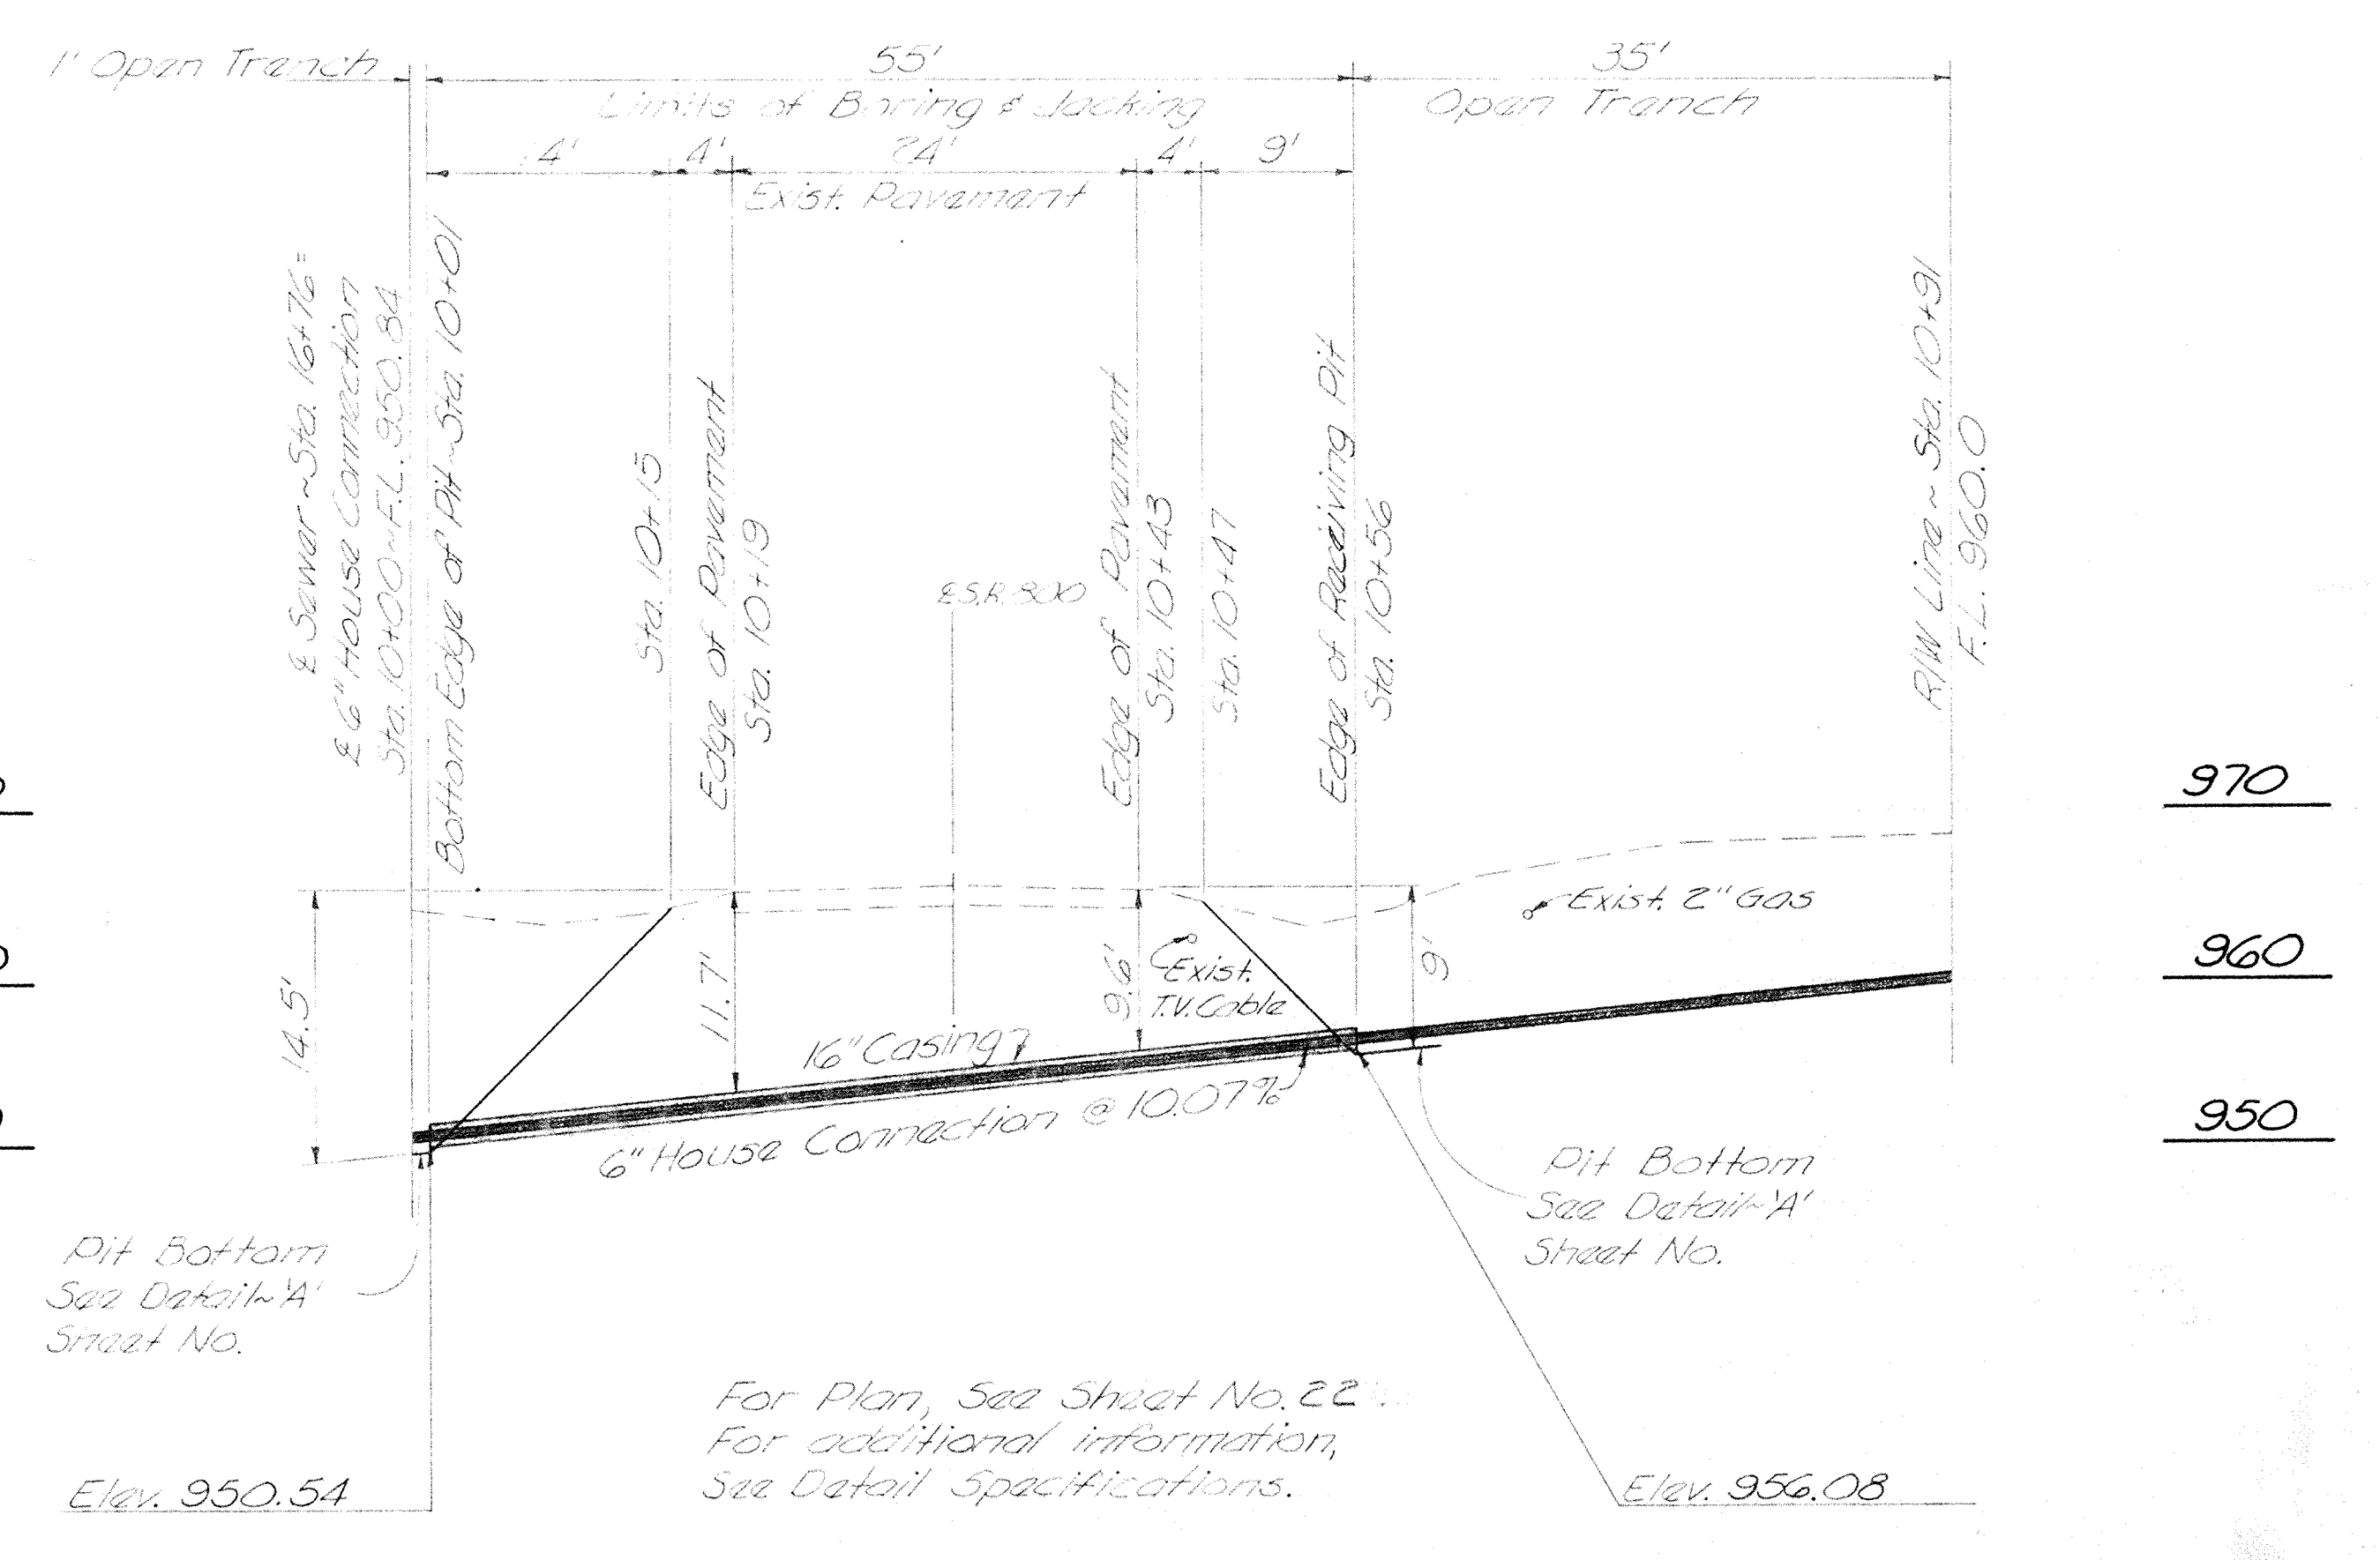 1' Open Trench
55'
35'
Limits of Boring & Jacking
Open Trench
14'
4'
24'
4'
9'
Exist. Pavement
℄ Sewer ~ Sta. 16+76 =
℄ 6" House Connection
Sta. 10+00 ~ F.L. 950.84
Bottom Edge of Pit ~ Sta. 10+01
Sta. 10+15
Edge of Pavement
Sta. 10+19
℄ S.R. 800
Edge of Pavement
Sta. 10+43
Sta. 10+47
Edge of Receiving Pit
Sta. 10+56
R/W Line ~ Sta. 10+91
F.L. 960.0
970
960
950
Exist. 2" Gas
14.5'
11.7'
9.6'
Exist.
T.V. Cable
9'
16" Casing
6" House Connection @ 10.07%
Pit Bottom
See Detail ~ 'A'
Sheet No.
Pit Bottom
See Detail ~ 'A'
Sheet No.
For Plan, See Sheet No. 22
For additional information,
See Detail Specifications.
Elev. 950.54
Elev. 956.08